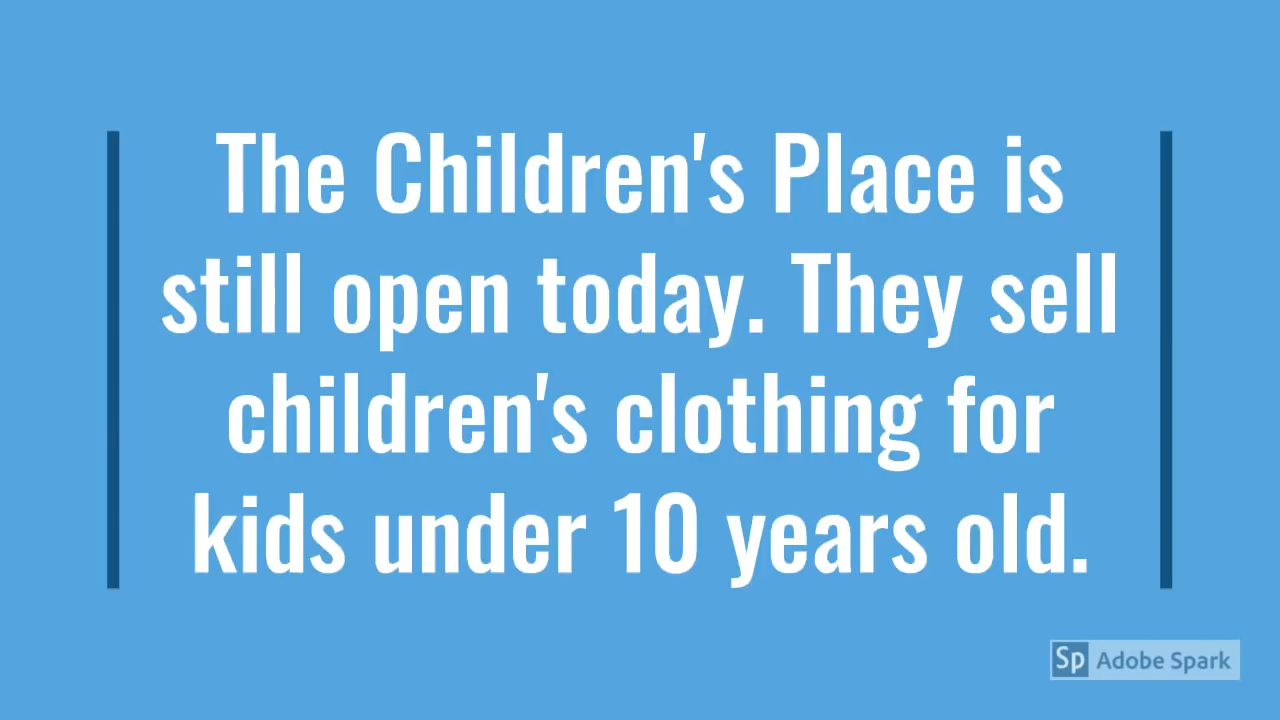 The Children's Place is
still open today. They sell
children's clothing for
kids under 10 years old.
Sp Adobe Spark